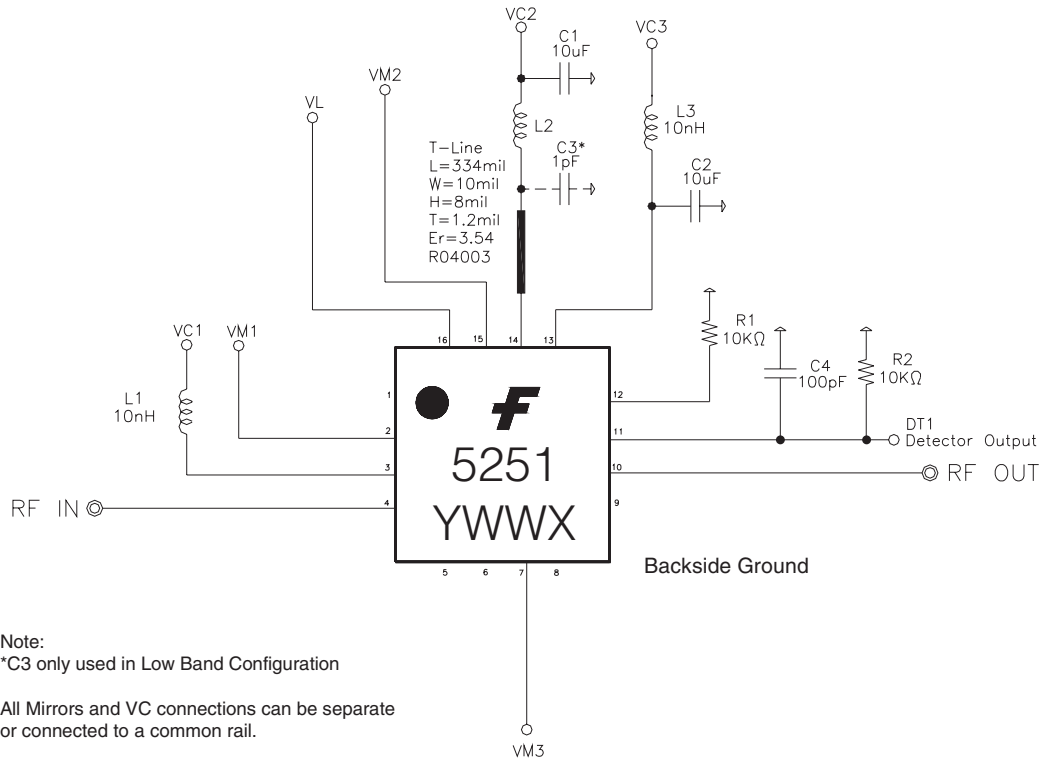 VC2
C1
10uF
VC3
VM2
VL
L3
10nH
L2
T-Line
L=334mil
W=10mil
H=8mil
T=1.2mil
Er=3.54
RO4003
C3*
1pF
C2
10uF
VC1
VM1
L1
10nH
R1
10KΩ
C4
100pF
R2
10KΩ
DT1
Detector Output
16
15
14
13
1
2
3
4
12
11
10
9
5251
YWWX
RF IN
RF OUT
5
6
7
8
Backside Ground
Note:
*C3 only used in Low Band Configuration
All Mirrors and VC connections can be separate
or connected to a common rail.
VM3